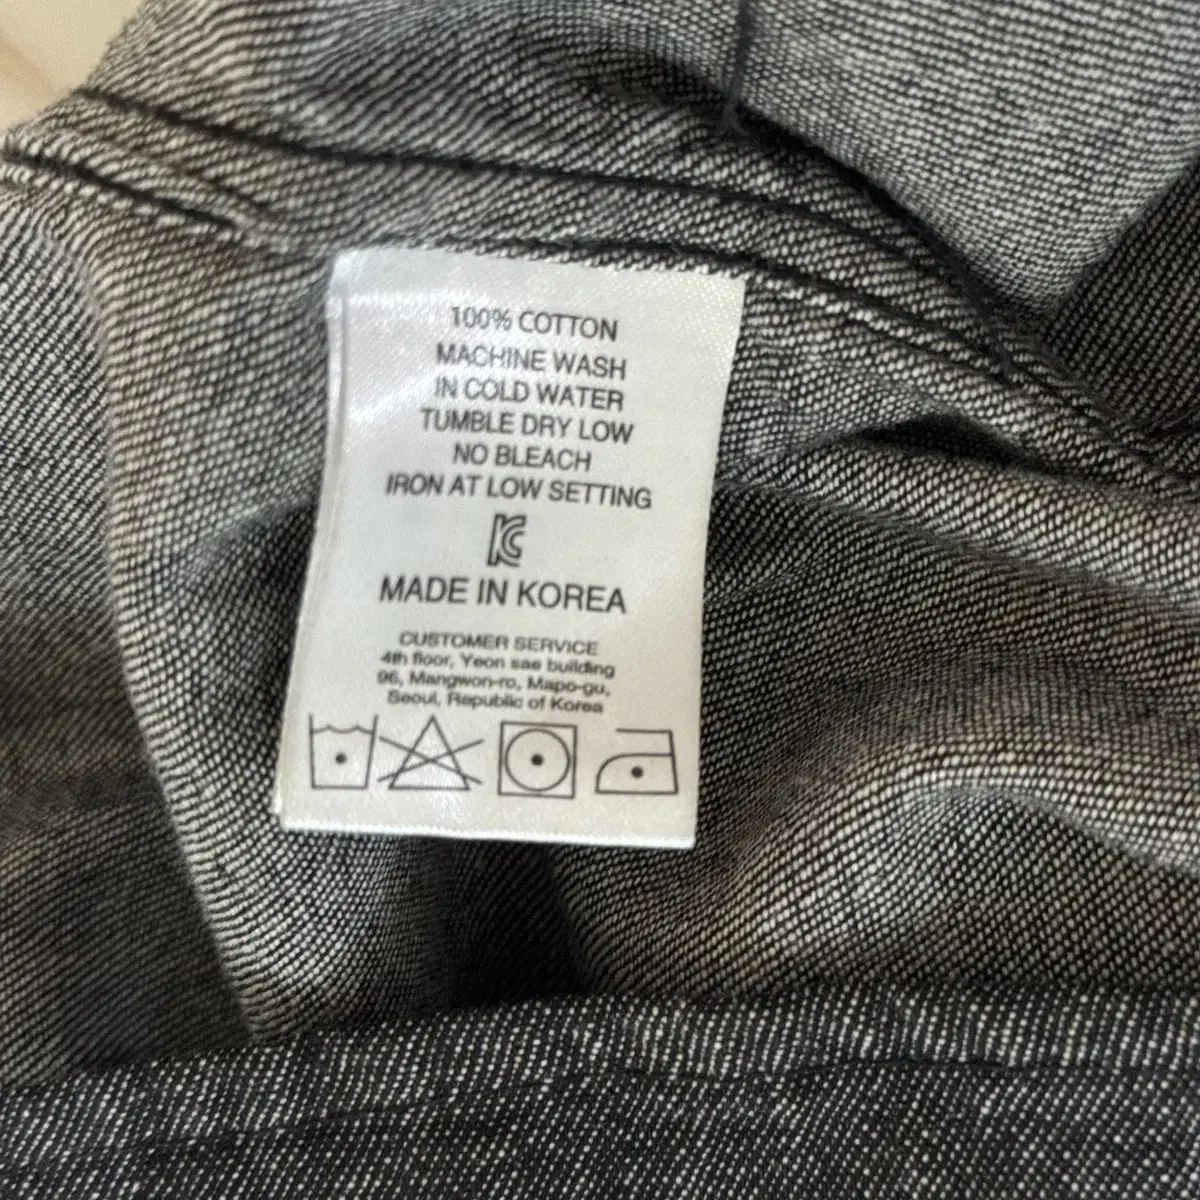 100% COTTON
MACHINE WASH
IN COLD WATER
TUMBLE DRY LOW
NO BLEACH
IRON AT LOW SETTING
KC
MADE IN KOREA
CUSTOMER SERVICE
4th floor, Yeon sae building
96, Mangwon-ro, Mapo-gu,
Seoul, Republic of Korea